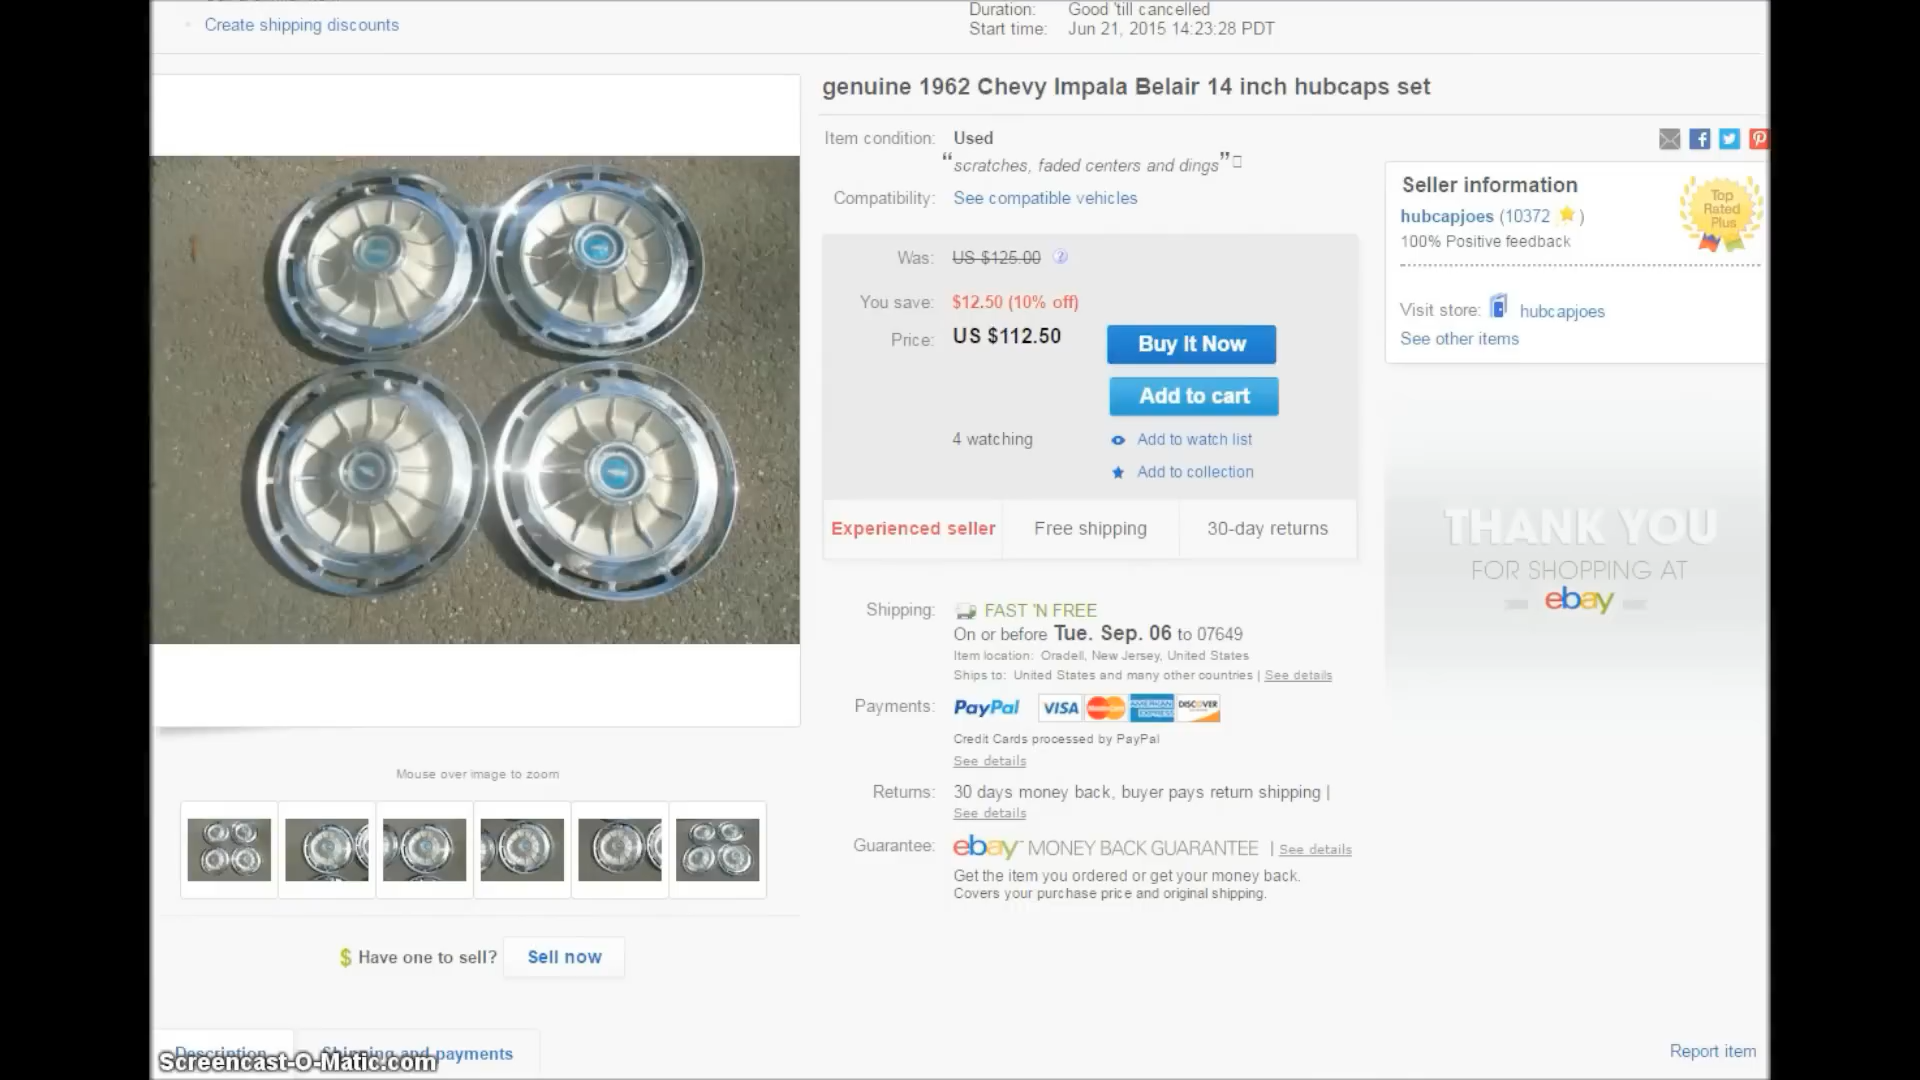 Create shipping discounts
Duration: Good 'till cancelled
Start time: Jun 21, 2015 14:23:28 PDT
genuine 1962 Chevy Impala Belair 14 inch hubcaps set
Item condition: Used
“scratches, faded centers and dings”
Compatibility: See compatible vehicles
Was: US $125.00 ?
You save: $12.50 (10% off)
Price: US $112.50
Buy It Now
Add to cart
4 watching
Add to watch list
Add to collection
Experienced seller
Free shipping
30-day returns
Seller information
hubcapjoes (10372)
100% Positive feedback
Top Rated Plus
Visit store: hubcapjoes
See other items
THANK YOU
FOR SHOPPING AT
ebay
Shipping: FAST 'N FREE
On or before Tue. Sep. 06 to 07649
Item location: Oradell, New Jersey, United States
Ships to: United States and many other countries | See details
Payments: PayPal VISA MasterCard AMERICAN EXPRESS DISCOVER
Credit Cards processed by PayPal
See details
Returns: 30 days money back, buyer pays return shipping |
See details
Guarantee: ebay MONEY BACK GUARANTEE | See details
Get the item you ordered or get your money back.
Covers your purchase price and original shipping.
Mouse over image to zoom
$ Have one to sell? Sell now
Description
Shipping and payments
Report item
Screencast-O-Matic.com